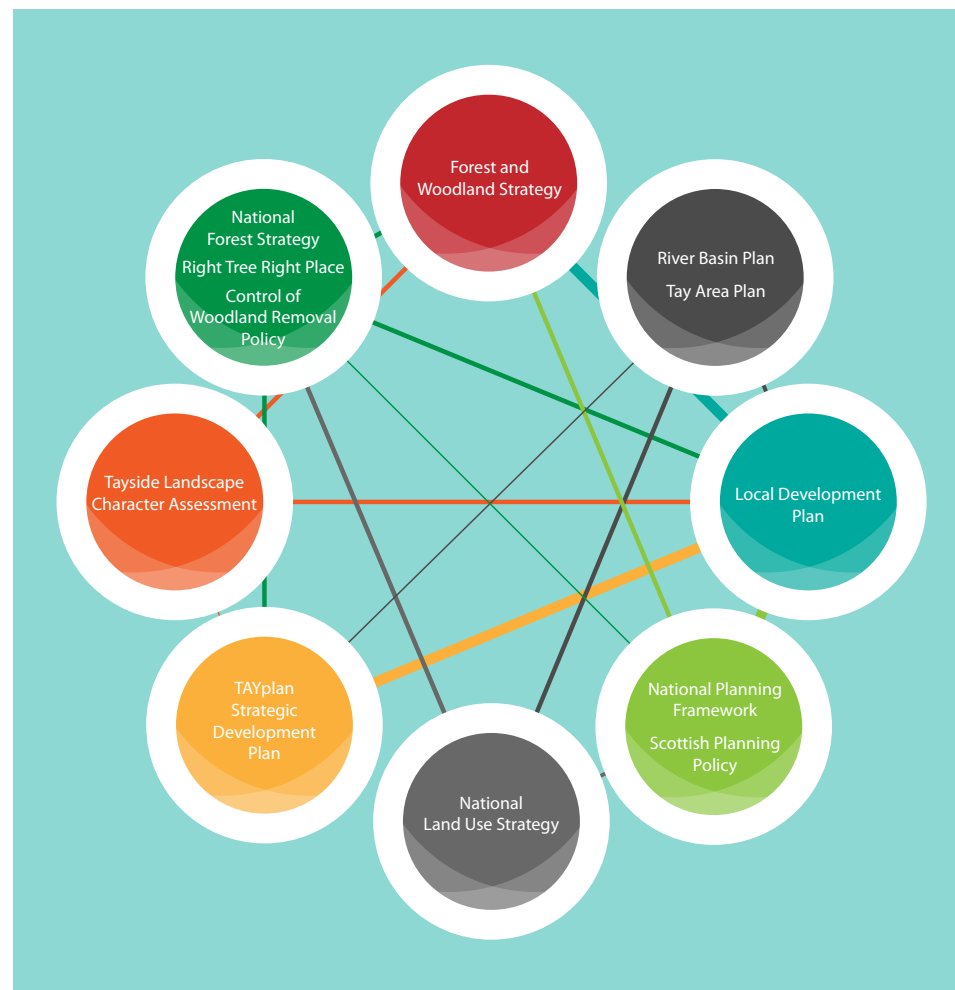 Forest and
Woodland Strategy
National
Forest Strategy
Right Tree Right Place
Control of
Woodland Removal
Policy
River Basin Plan
Tay Area Plan
Tayside Landscape
Character Assessment
Local Development
Plan
TAYplan
Strategic
Development
Plan
National Planning
Framework
Scottish Planning
Policy
National
Land Use Strategy